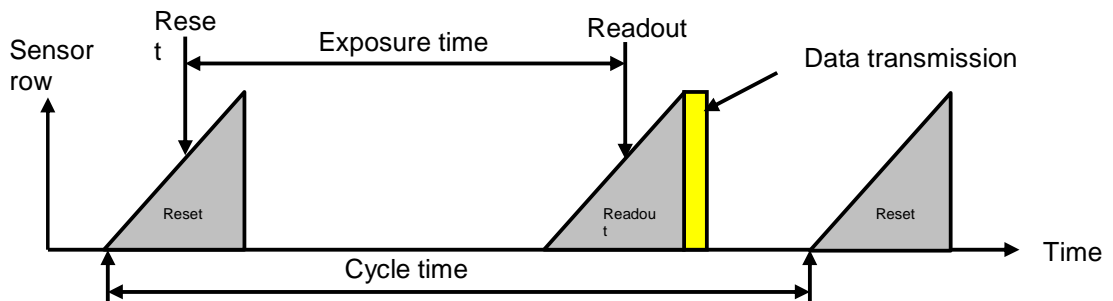 Rese
t
Exposure time
Readout
Sensor
row
Data transmission
Reset
Readou
t
Reset
Time
Cycle time